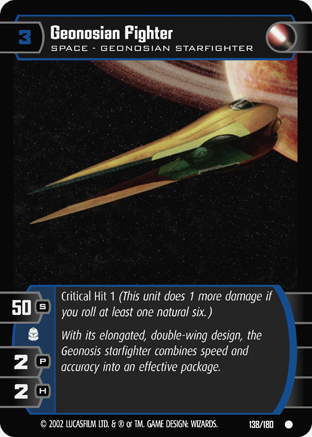 3
Geonosian Fighter
SPACE - GEONOSIAN STARFIGHTER
50 S
2 P
2 H
Critical Hit 1 (This unit does 1 more damage if
you roll at least one natural six.)
With its elongated, double-wing design, the
Geonosis starfighter combines speed and
accuracy into an effective package.
© 2002 LUCASFILM LTD. & ® or TM. GAME DESIGN: WIZARDS.
138/180